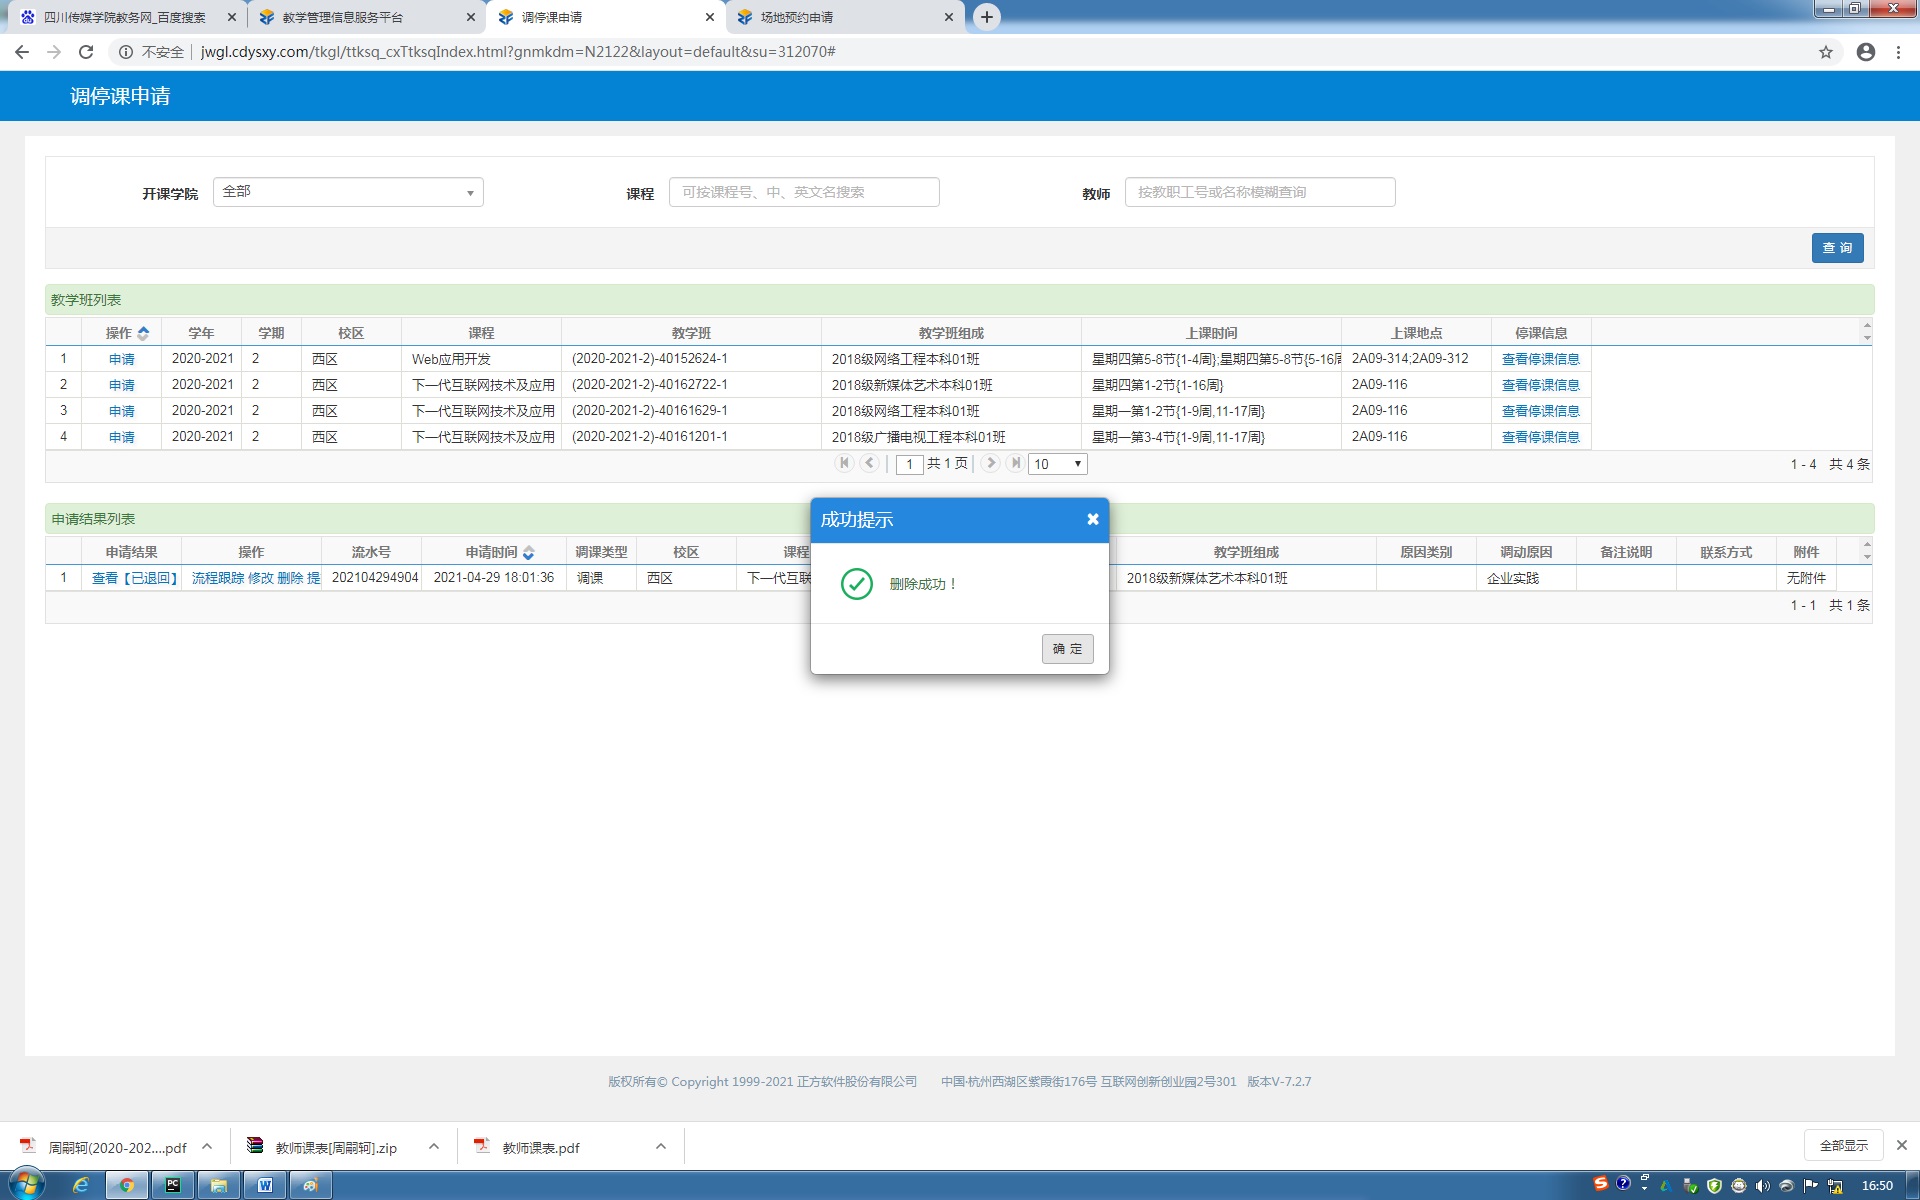 四川传媒学院教务网_百度搜索
教学管理信息服务平台
调停课申请
场地预约申请
不安全 jwgl.cdysxy.com/tkgl/ttksq_cxTtksqIndex.html?gnmkdm=N2122&layout=default&su=312070#
调停课申请
开课学院 全部 课程 可按课程号、中、英文名搜索 教师 按教职工号或名称模糊查询
查 询
教学班列表
操作 学年 学期 校区 课程 教学班 教学班组成 上课时间 上课地点 停课信息
1 申请 2020-2021 2 西区 Web应用开发 (2020-2021-2)-40152624-1 2018级网络工程本科01班 星期四第5-8节{1-4周};星期四第5-8节{5-16周 2A09-314;2A09-312 查看停课信息
2 申请 2020-2021 2 西区 下一代互联网技术及应用 (2020-2021-2)-40162722-1 2018级新媒体艺术本科01班 星期四第1-2节{1-16周} 2A09-116 查看停课信息
3 申请 2020-2021 2 西区 下一代互联网技术及应用 (2020-2021-2)-40161629-1 2018级网络工程本科01班 星期一第1-2节{1-9周,11-17周} 2A09-116 查看停课信息
4 申请 2020-2021 2 西区 下一代互联网技术及应用 (2020-2021-2)-40161201-1 2018级广播电视工程本科01班 星期一第3-4节{1-9周,11-17周} 2A09-116 查看停课信息
1 共 1 页 10 1 - 4 共 4 条
申请结果列表
申请结果 操作 流水号 申请时间 调课类型 校区 课程 教学班组成 原因类别 调动原因 备注说明 联系方式 附件
1 查看【已退回】 流程跟踪 修改 删除 提 202104294904 2021-04-29 18:01:36 调课 西区 下一代互联 2018级新媒体艺术本科01班 企业实践 无附件
1 - 1 共 1 条
成功提示
删除成功！
确 定
版权所有© Copyright 1999-2021 正方软件股份有限公司 中国·杭州西湖区紫霞街176号 互联网创新创业园2号301 版本V-7.2.7
周嗣轲(2020-202....pdf
教师课表[周嗣轲].zip
教师课表.pdf
全部显示
16:50